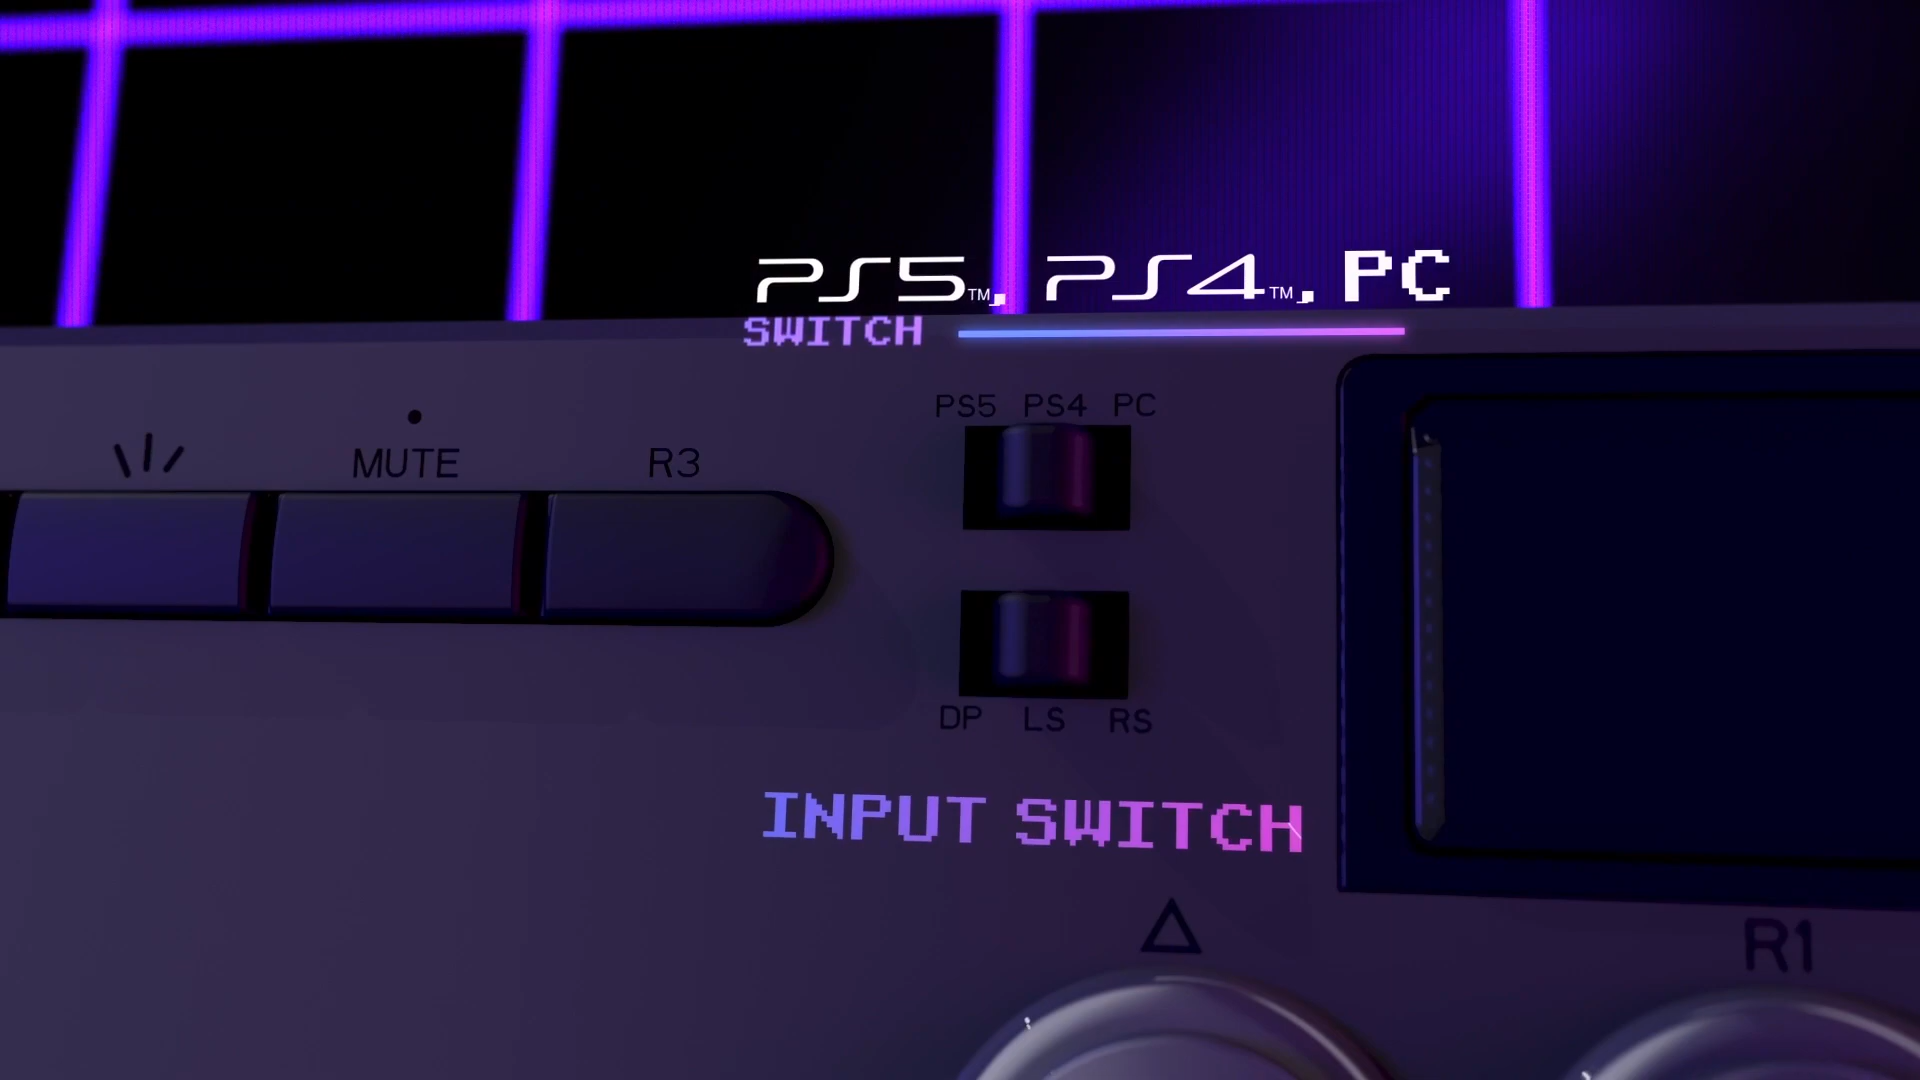 PS5™, PS4™, PC
SWITCH
PS5 PS4 PC
MUTE R3
DP LS RS
INPUT SWITCH
R1